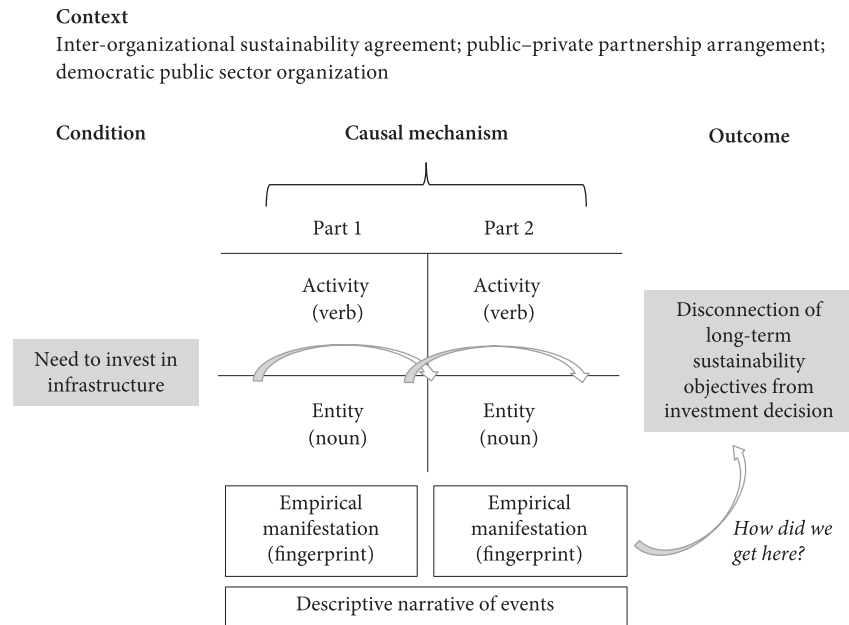 Context
Inter-organizational sustainability agreement; public–private partnership arrangement;
democratic public sector organization
Condition
Causal mechanism
Outcome
Part 1
Part 2
Activity
(verb)
Activity
(verb)
Need to invest in
infrastructure
Disconnection of
long-term
sustainability
objectives from
investment decision
Entity
(noun)
Entity
(noun)
Empirical
manifestation
(fingerprint)
Empirical
manifestation
(fingerprint)
How did we
get here?
Descriptive narrative of events